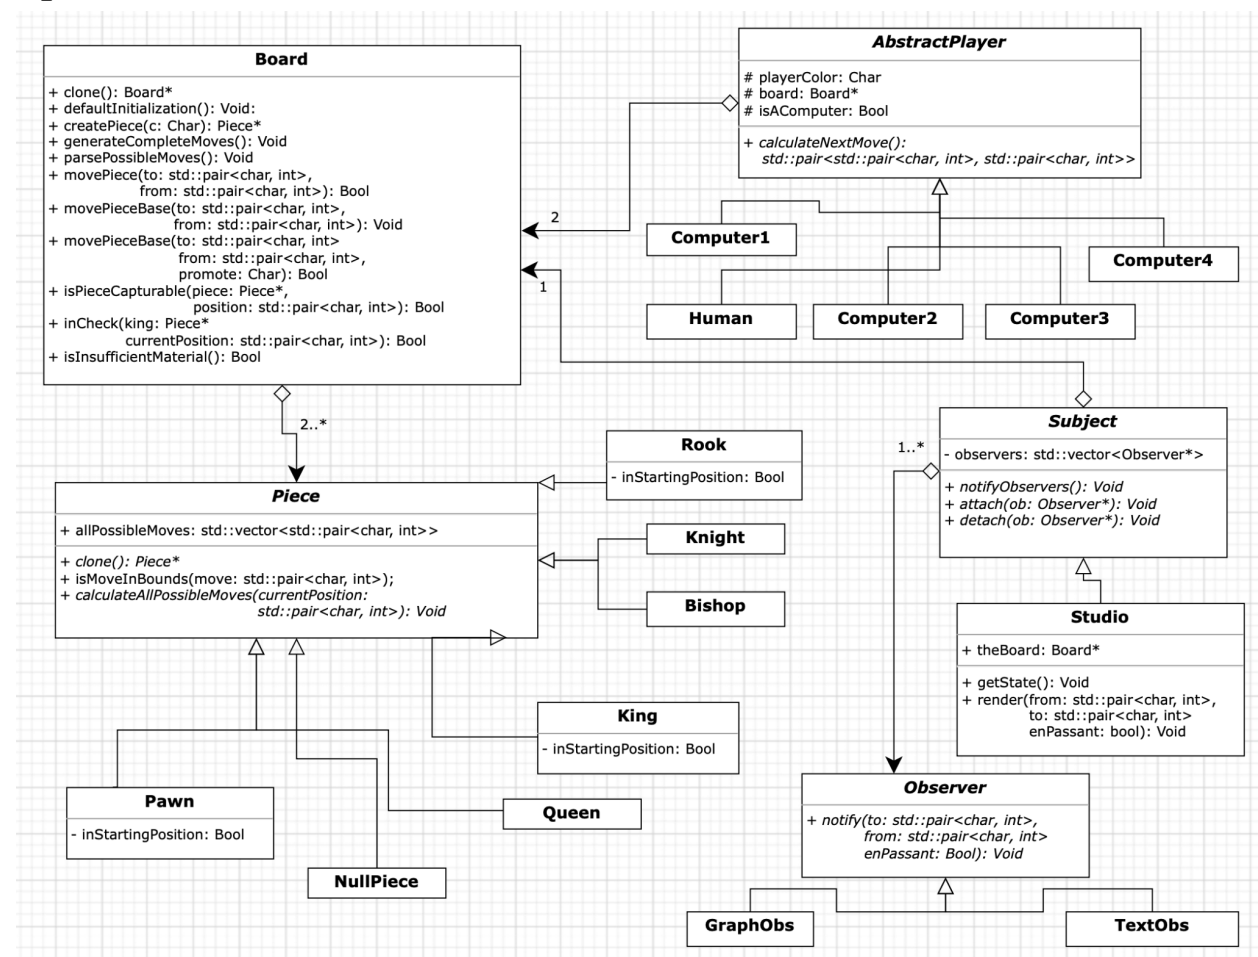 Board
+ clone(): Board*
+ defaultInitialization(): Void:
+ createPiece(c: Char): Piece*
+ generateCompleteMoves(): Void
+ parsePossibleMoves(): Void
+ movePiece(to: std::pair<char, int>,
from: std::pair<char, int>): Bool
+ movePieceBase(to: std::pair<char, int>,
from: std::pair<char, int>): Void
+ movePieceBase(to: std::pair<char, int>
from: std::pair<char, int>,
promote: Char): Bool
+ isPieceCapturable(piece: Piece*,
position: std::pair<char, int>): Bool
+ inCheck(king: Piece*
currentPosition: std::pair<char, int>): Bool
+ isInsufficientMaterial(): Bool
AbstractPlayer
# playerColor: Char
# board: Board*
# isAComputer: Bool
+ calculateNextMove():
std::pair<std::pair<char, int>, std::pair<char, int>>
2
1
Computer1
Computer4
Human
Computer2
Computer3
2..*
Rook
- inStartingPosition: Bool
1..*
Subject
- observers: std::vector<Observer*>
+ notifyObservers(): Void
+ attach(ob: Observer*): Void
+ detach(ob: Observer*): Void
Piece
+ allPossibleMoves: std::vector<std::pair<char, int>>
+ clone(): Piece*
+ isMoveInBounds(move: std::pair<char, int>);
+ calculateAllPossibleMoves(currentPosition:
std::pair<char, int>): Void
Knight
Bishop
Studio
+ theBoard: Board*
+ getState(): Void
+ render(from: std::pair<char, int>,
to: std::pair<char, int>
enPassant: bool): Void
King
- inStartingPosition: Bool
Pawn
- inStartingPosition: Bool
Queen
NullPiece
Observer
+ notify(to: std::pair<char, int>,
from: std::pair<char, int>
enPassant: Bool): Void
GraphObs
TextObs